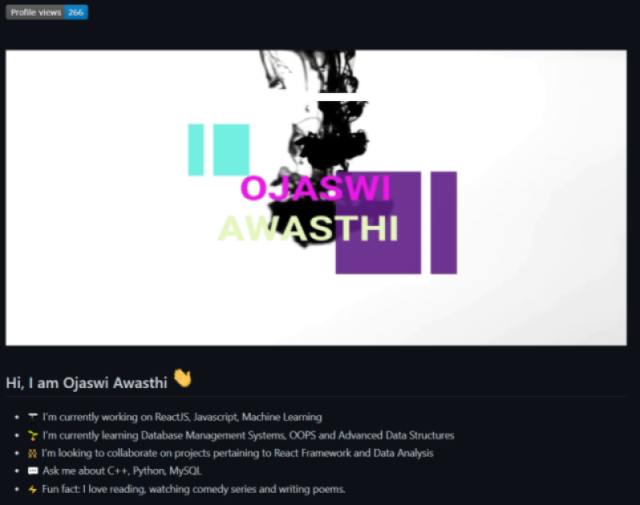 Profile views 266
OJASWI
AWASTHI
Hi, I am Ojaswi Awasthi 👋
I'm currently working on ReactJS, Javascript, Machine Learning
I'm currently learning Database Management Systems, OOPS and Advanced Data Structures
I'm looking to collaborate on projects pertaining to React Framework and Data Analysis
Ask me about C++, Python, MySQL
Fun fact: I love reading, watching comedy series and writing poems.